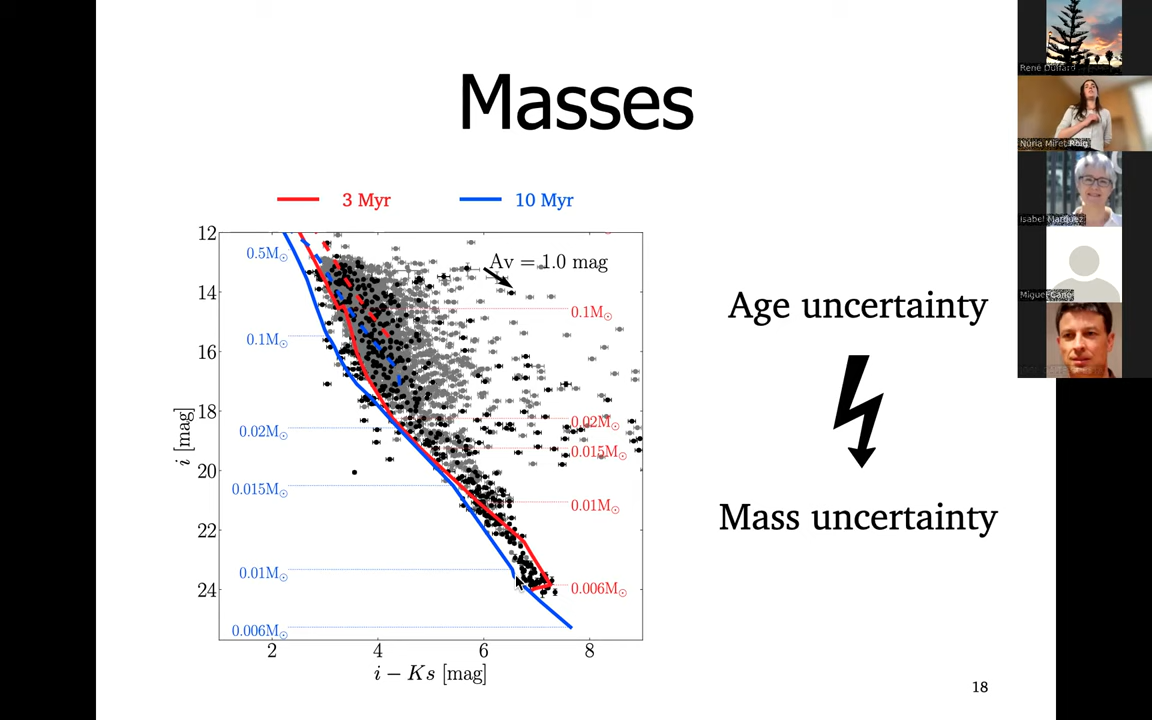 Masses
3 Myr
10 Myr
12
14
16
18
20
22
24
i [mag]
0.5M⊙
0.1M⊙
0.02M⊙
0.015M⊙
0.01M⊙
0.006M⊙
Av = 1.0 mag
0.1M⊙
0.02M⊙
0.015M⊙
0.01M⊙
0.006M⊙
2 4 6 8
i − Ks [mag]
Age uncertainty
Mass uncertainty
18
René Duffard
Núria Miret Roig
Isabel Márquez
Miguel Cano